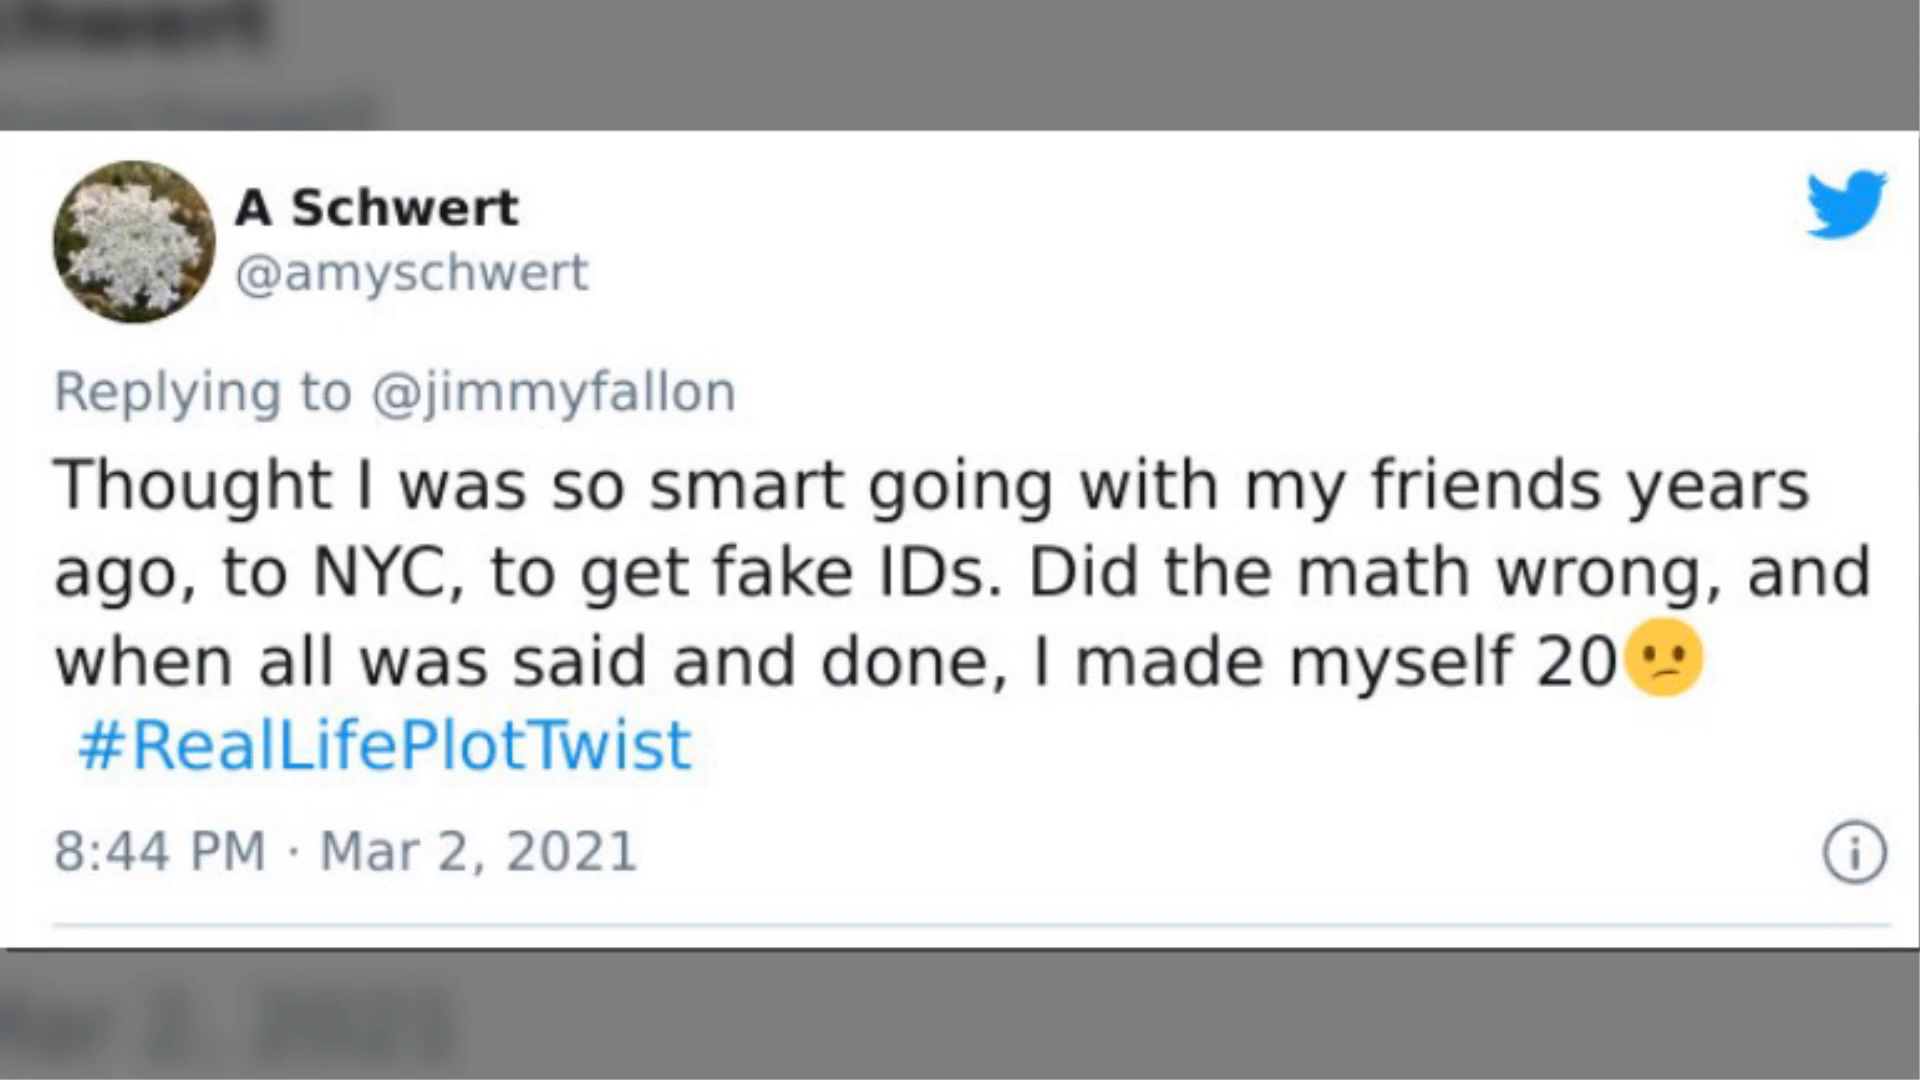 A Schwert
@amyschwert
Replying to @jimmyfallon
Thought I was so smart going with my friends years
ago, to NYC, to get fake IDs. Did the math wrong, and
when all was said and done, I made myself 20😕
#RealLifePlotTwist
8:44 PM · Mar 2, 2021